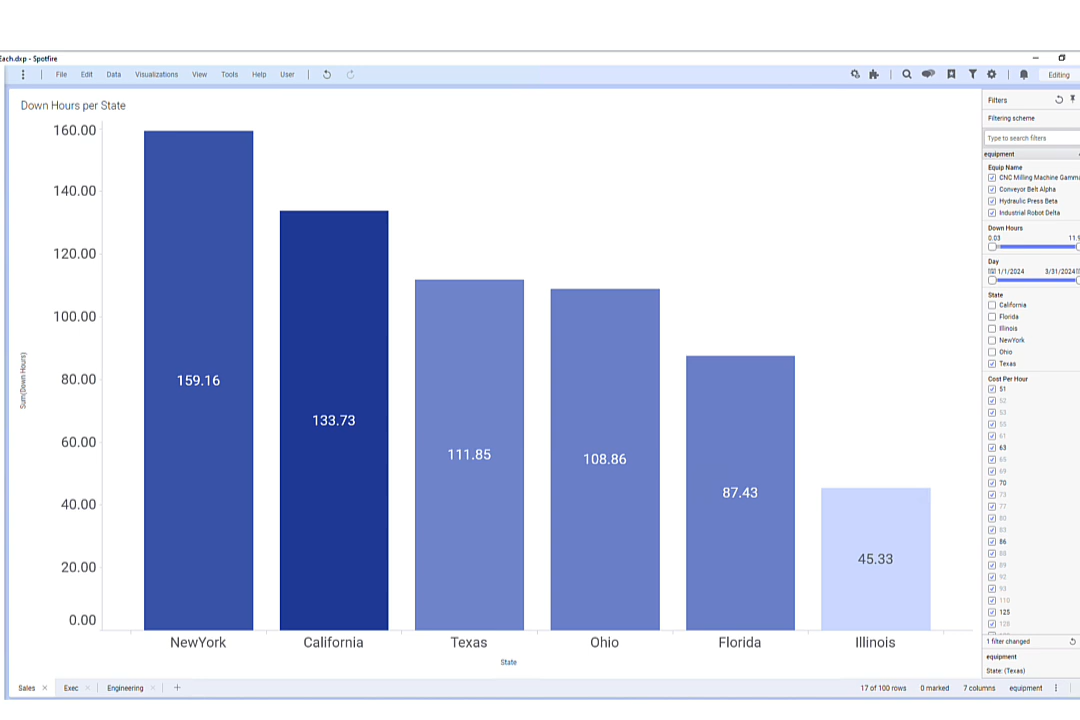 Each.dxp - Spotfire
File Edit Data Visualizations View Tools Help User Editing
Down Hours per State
160.00
140.00
120.00
100.00
80.00
60.00
40.00
20.00
0.00
Sum(Down Hours)
159.16
133.73
111.85
108.86
87.43
45.33
NewYork California Texas Ohio Florida Illinois
State
Filters
Filtering scheme
Type to search filters
equipment
Equip Name
CNC Milling Machine Gamma
Conveyor Belt Alpha
Hydraulic Press Beta
Industrial Robot Delta
Down Hours
0.03 11.9
Day
1/1/2024 3/31/2024
State
California
Florida
Illinois
NewYork
Ohio
Texas
Cost Per Hour
51
52
53
55
61
63
65
69
70
73
77
80
83
86
88
89
92
93
110
125
128
1 filter changed
equipment
State: (Texas)
Sales Exec Engineering
17 of 100 rows 0 marked 7 columns equipment